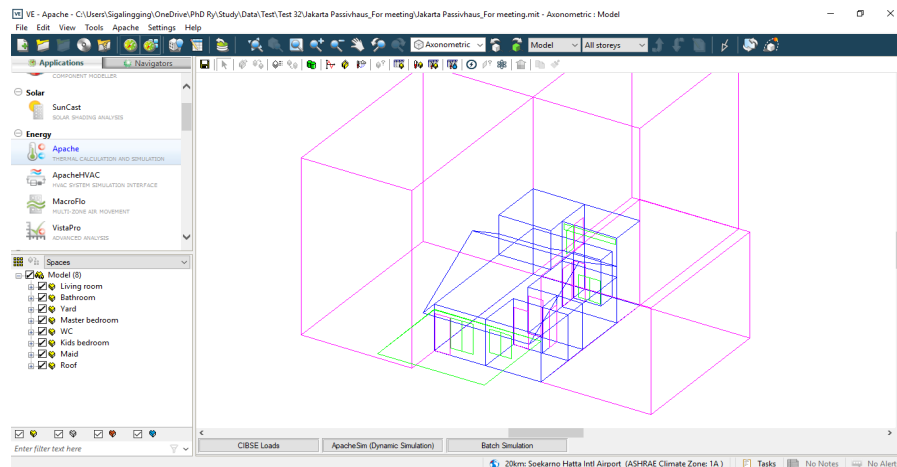 VE - Apache - C:\Users\Sigalingging\OneDrive\PhD Ry\Study\Data\Test\Test 32\Jakarta Passivhaus_For meeting\Jakarta Passivhaus_For meeting.mit - Axonometric : Model
File Edit View Tools Apache Settings Help
Axonometric Model All storeys
Applications Navigators
COMPONENT MODELLER
Solar
SunCast
SOLAR SHADING ANALYSIS
Energy
Apache
THERMAL CALCULATION AND SIMULATION
ApacheHVAC
HVAC SYSTEM SIMULATION INTERFACE
MacroFlo
MULTI-ZONE AIR MOVEMENT
VistaPro
ADVANCED ANALYSIS
Spaces
Model (8)
Living room
Bathroom
Yard
Master bedroom
WC
Kids bedroom
Maid
Roof
Enter filter text here
CIBSE Loads ApacheSim (Dynamic Simulation) Batch Simulation
20km: Soekarno Hatta Intl Airport (ASHRAE Climate Zone: 1A ) Tasks No Notes No Alert